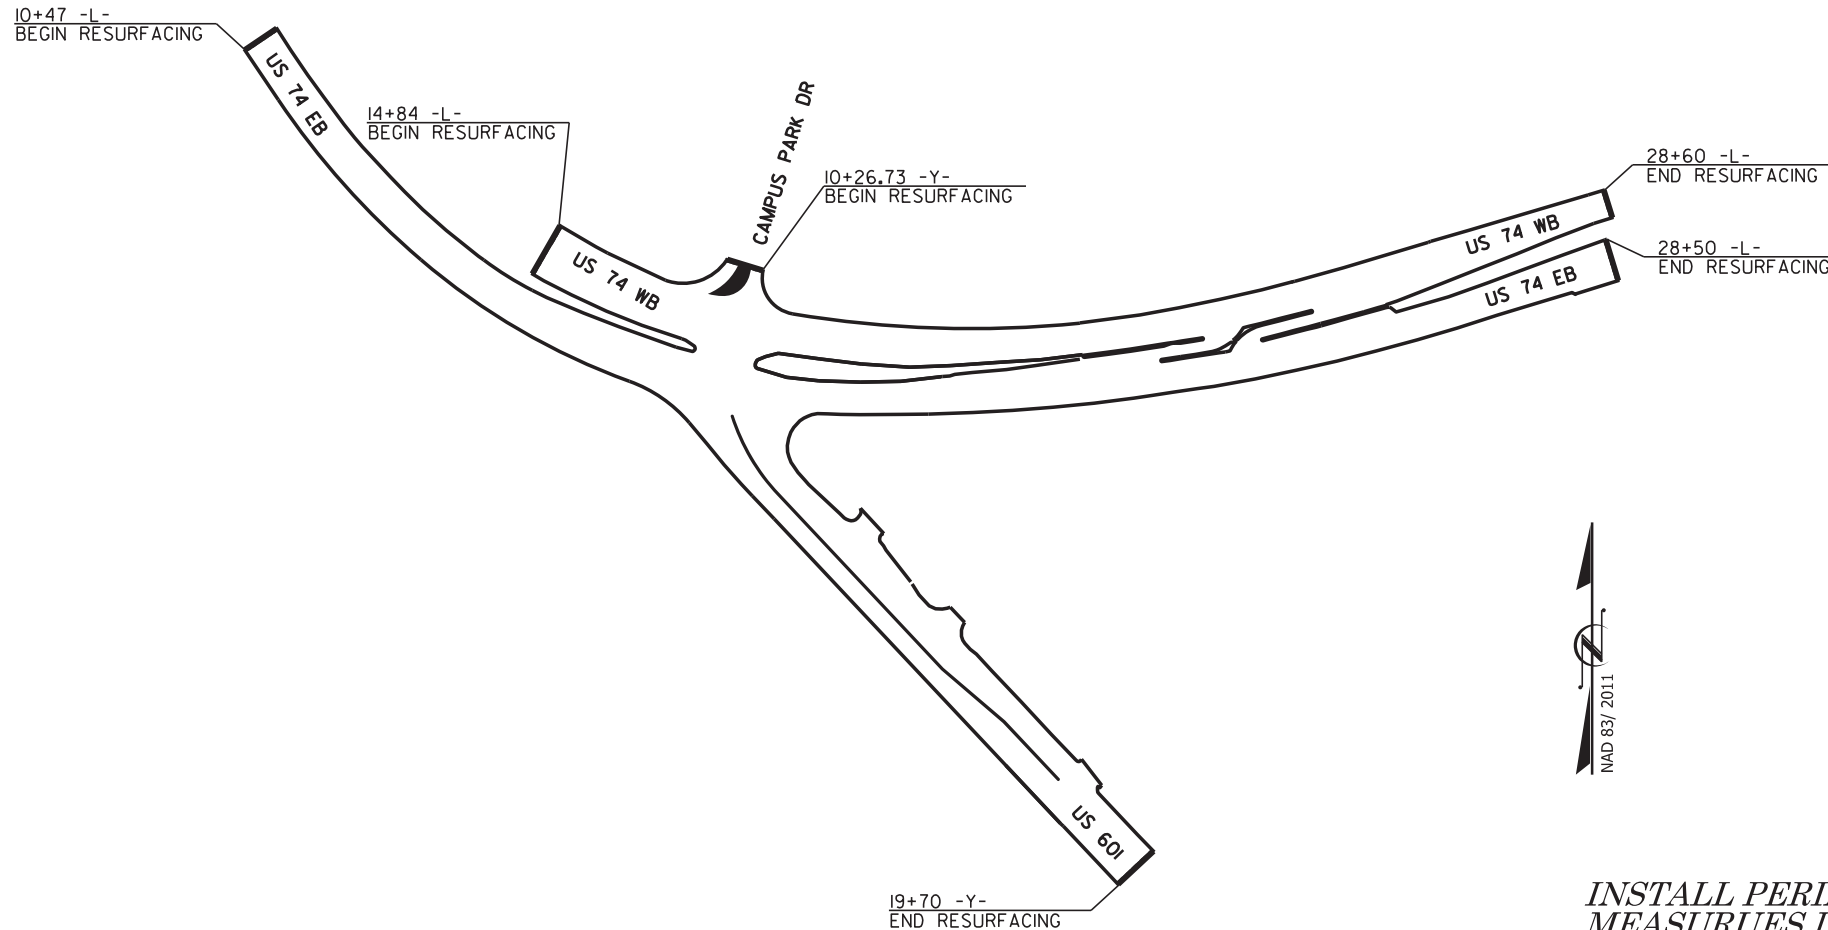 10+47 -L-
BEGIN RESURFACING
US 74 EB
14+84 -L-
BEGIN RESURFACING
US 74 WB
CAMPUS PARK DR
10+26.73 -Y-
BEGIN RESURFACING
28+60 -L-
END RESURFACING
US 74 WB
28+50 -L-
END RESURFACING
US 74 EB
N
NAD 83/ 2011
US 601
19+70 -Y-
END RESURFACING
INSTALL
MEASURUES